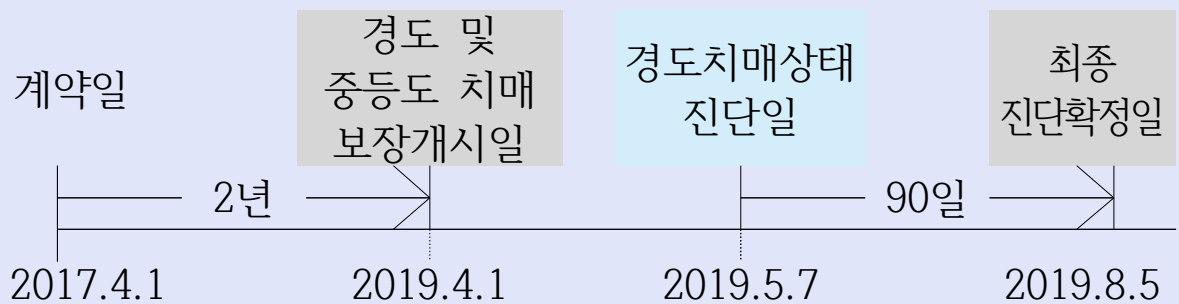 계약일
경도 및
중등도 치매
보장개시일
경도치매상태
진단일
최종
진단확정일
2년
90일
2017.4.1
2019.4.1
2019.5.7
2019.8.5